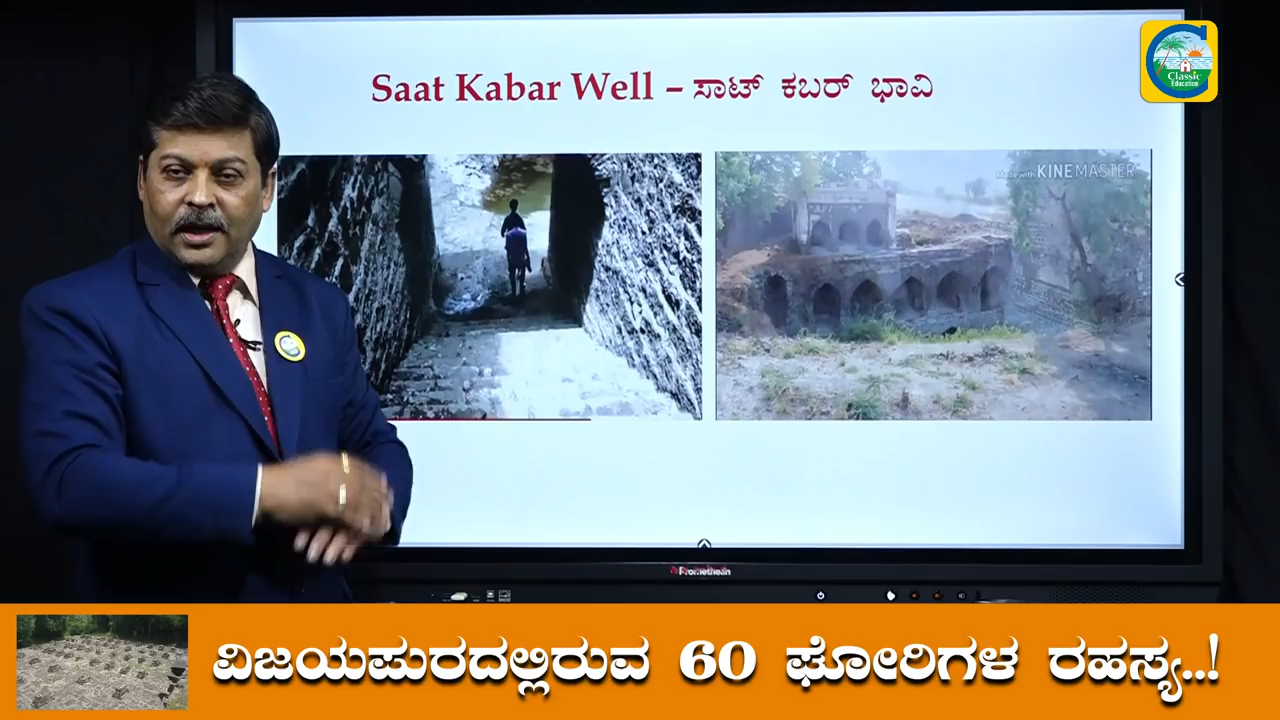 Saat Kabar Well – ಸಾಟ್ ಕಬರ್ ಭಾವಿ
Classic
Education
Made with KINEMASTER
Promethean
ವಿಜಯಪುರದಲ್ಲಿರುವ 60 ಘೋರಿಗಳ ರಹಸ್ಯ..!